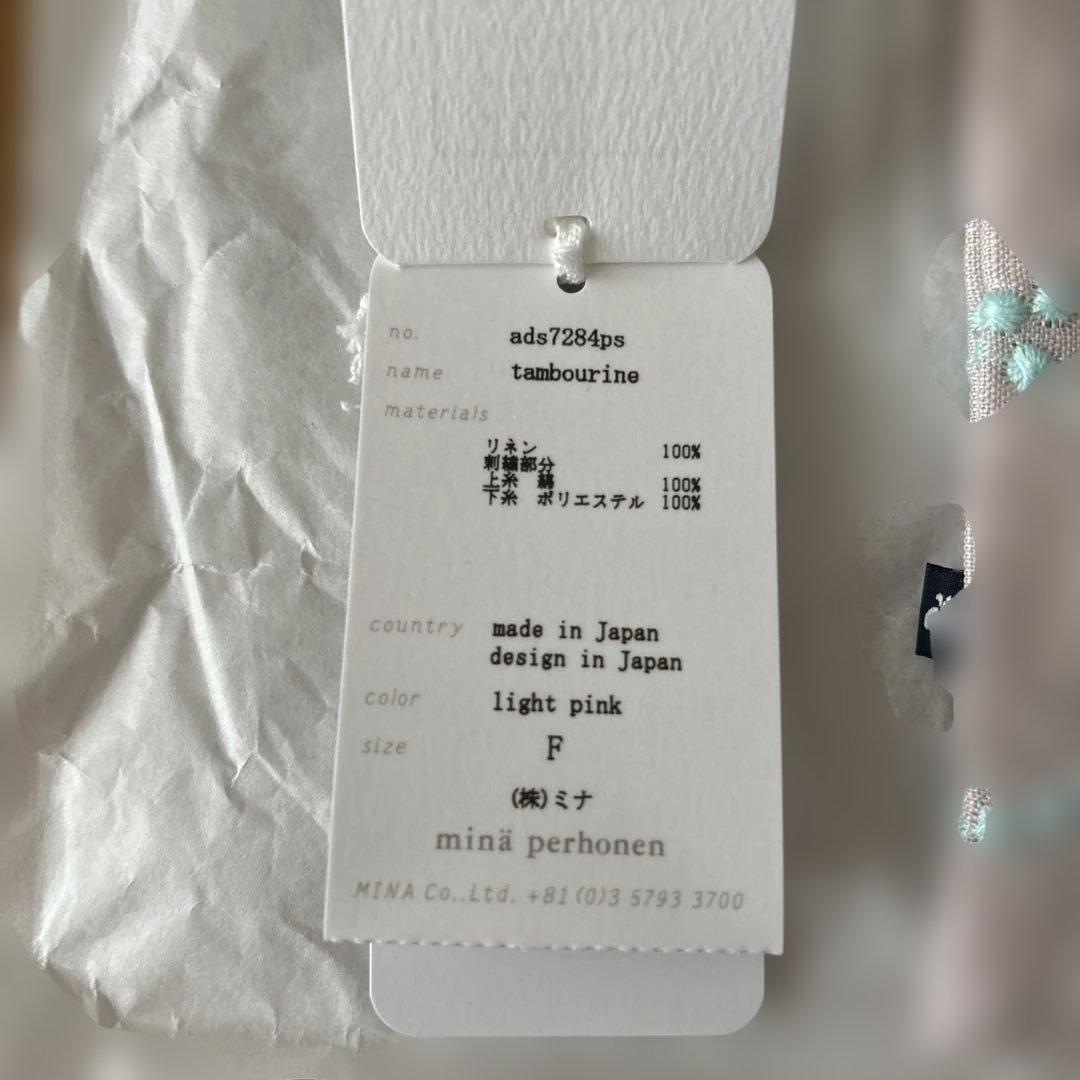 no. ads7284ps
name tambourine
materials
リネン 100%
刺繍部分
上糸 綿 100%
下糸 ポリエステル 100%
country made in Japan
design in Japan
color light pink
size F
(株)ミナ
minä perhonen
MINA Co..Ltd. +81(0)3 5793 3700